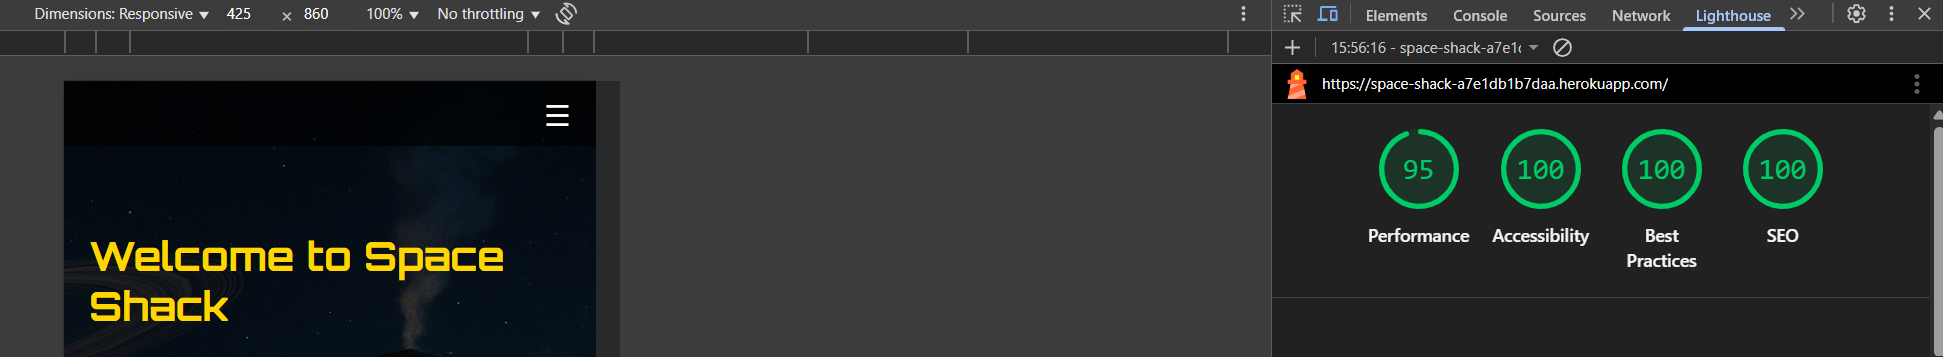 Dimensions: Responsive ▼ 425 × 860 100% ▼ No throttling ▼
Elements Console Sources Network Lighthouse
15:56:16 - space-shack-a7e1
https://space-shack-a7e1db1b7daa.herokuapp.com/
95 100 100 100
Performance Accessibility Best Practices SEO
Welcome to Space
Shack